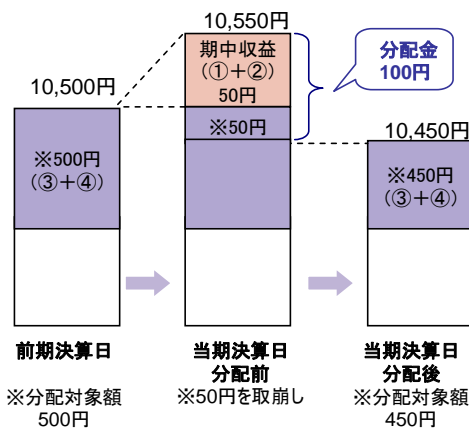 10,550円
期中収益
(①+②)
50円
分配金
100円
10,500円
※50円
10,450円
※500円
(③+④)
※450円
(③+④)
前期決算日
当期決算日
分配前
当期決算日
分配後
※分配対象額
500円
※50円を取崩し
※分配対象額
450円